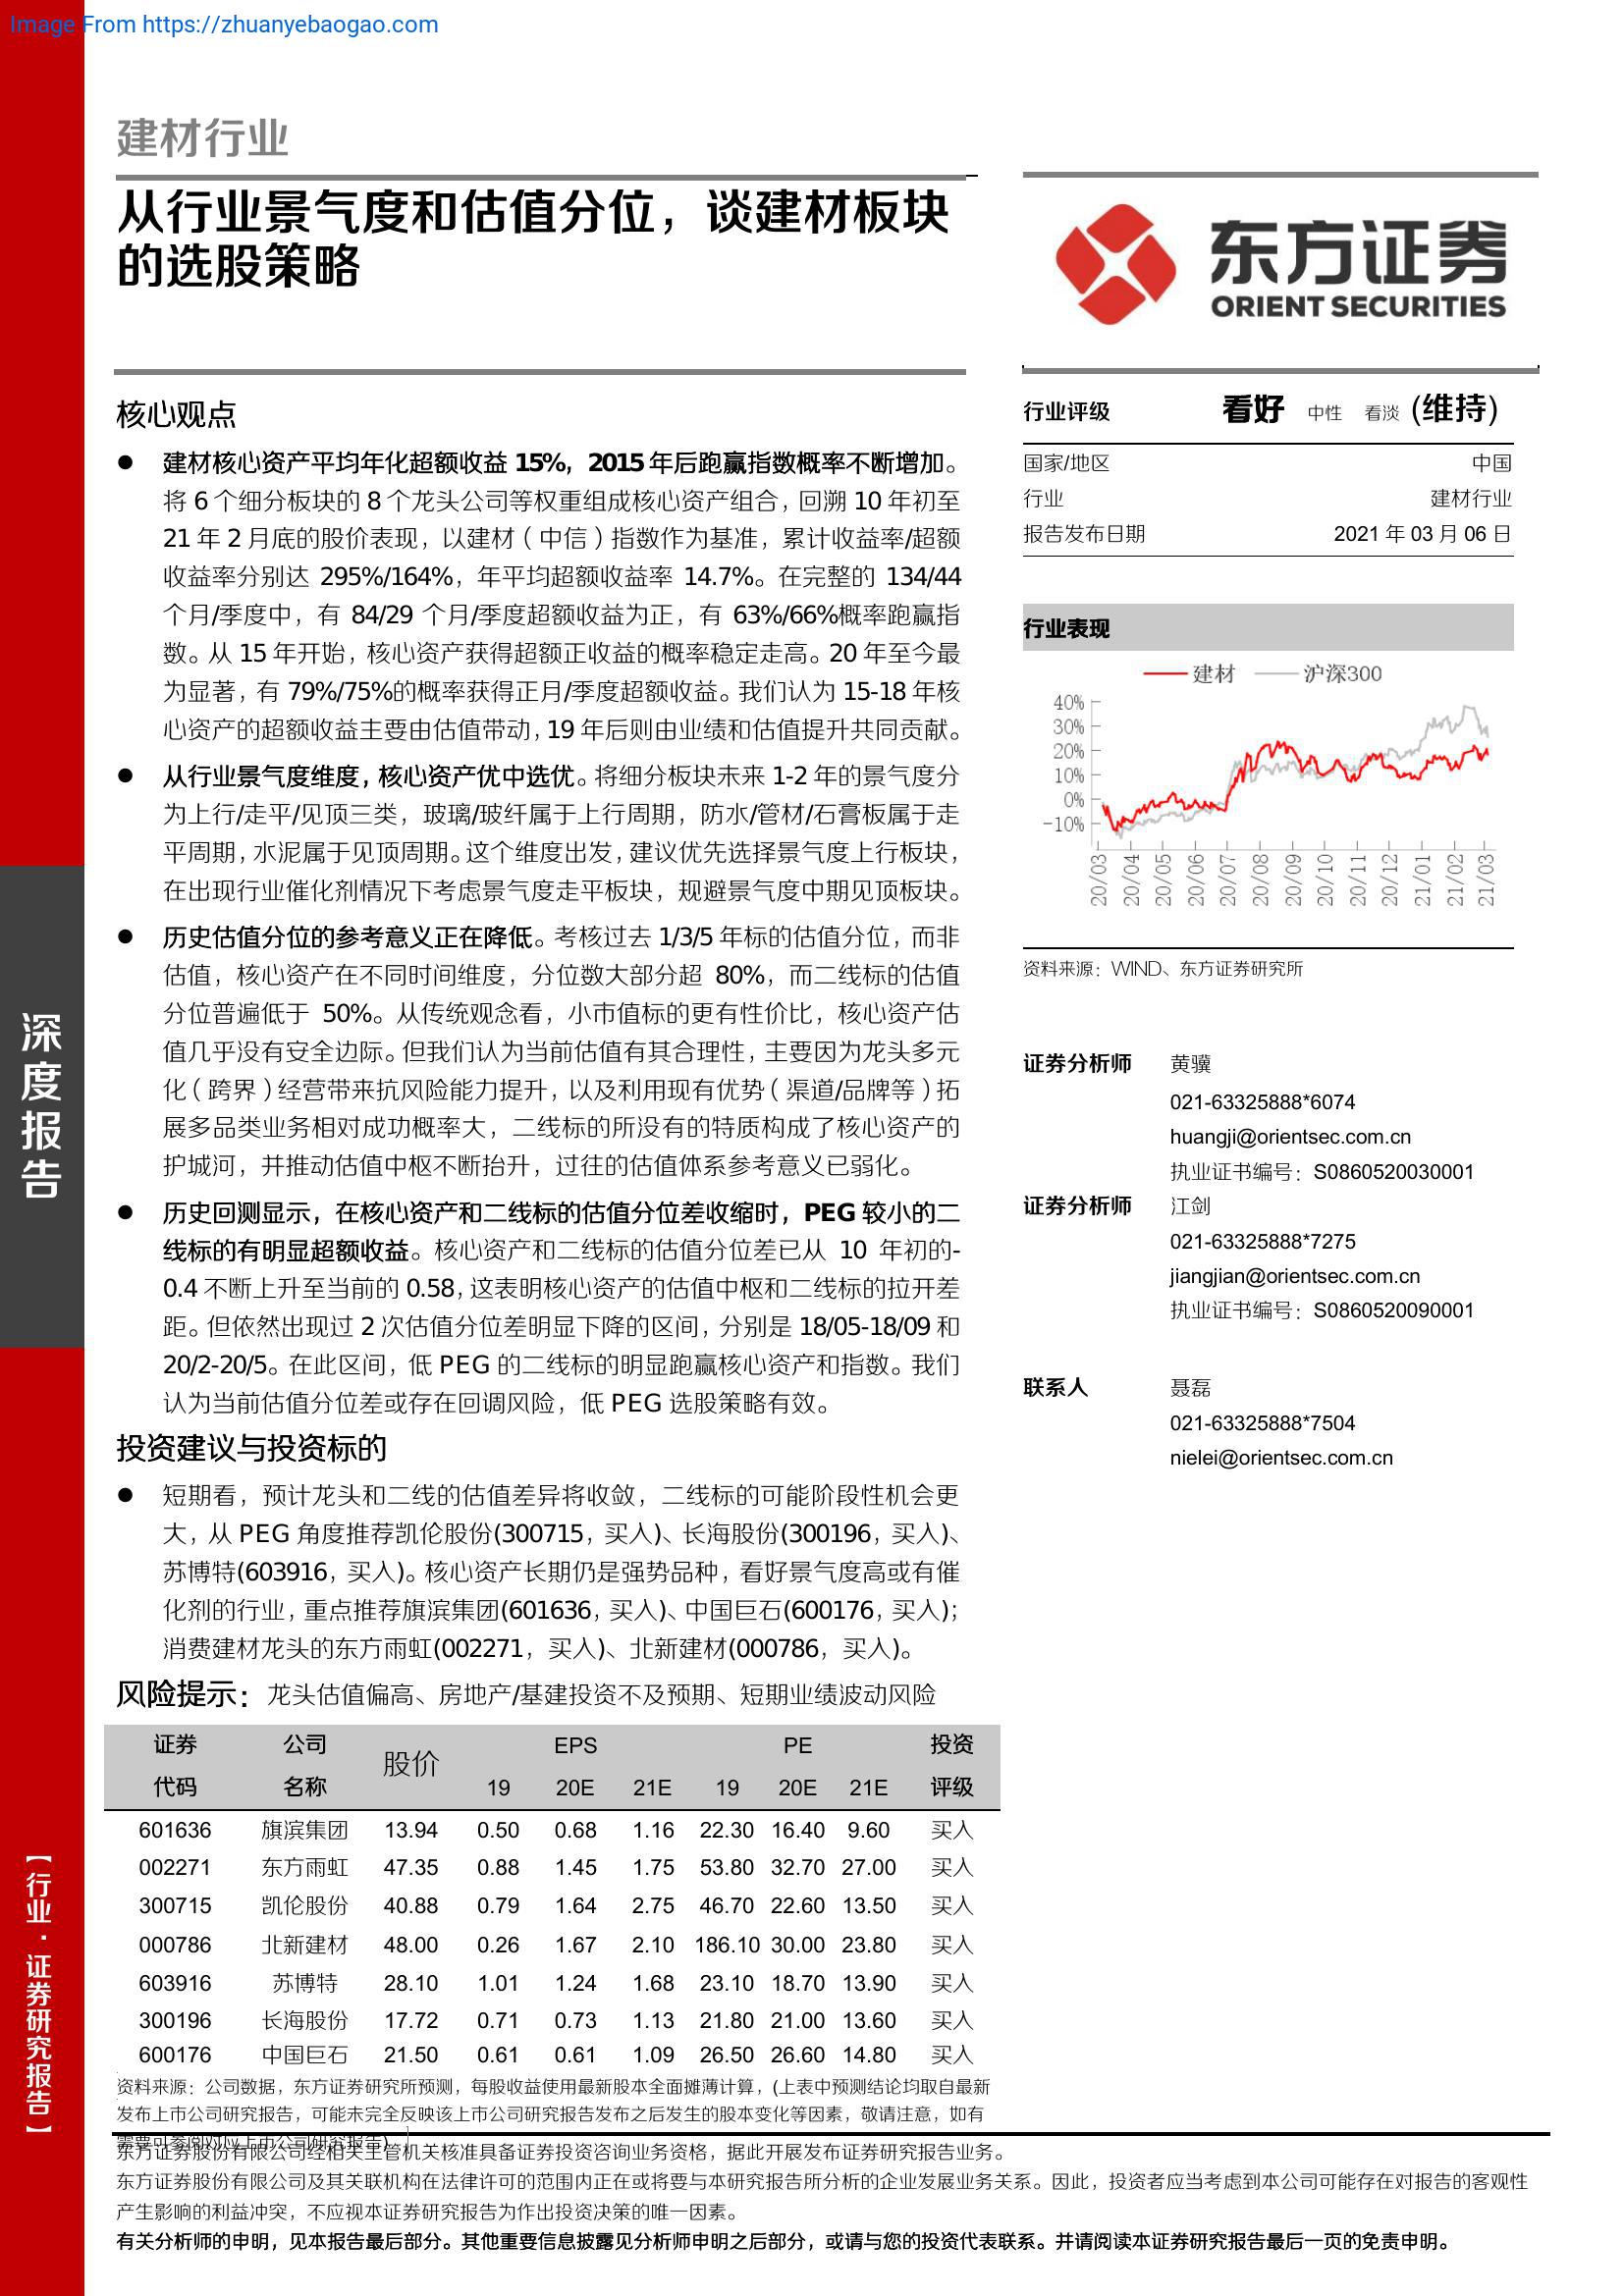 Image From https://zhuanyebaogao.com
建材行业
从行业景气度和估值分位，谈建材板块
的选股策略
东方证券
ORIENT SECURITIES
核心观点
● 建材核心资产平均年化超额收益 15%，2015 年后跑赢指数概率不断增加。
将 6 个细分板块的 8 个龙头公司等权重组成核心资产组合，回溯 10 年初至
21 年 2 月底的股价表现，以建材（中信）指数作为基准，累计收益率/超额
收益率分别达 295%/164%，年平均超额收益率 14.7%。在完整的 134/44
个月/季度中，有 84/29 个月/季度超额收益为正，有 63%/66%概率跑赢指
数。从 15 年开始，核心资产获得超额正收益的概率稳定走高。20 年至今最
为显著，有 79%/75%的概率获得正月/季度超额收益。我们认为 15-18 年核
心资产的超额收益主要由估值带动，19 年后则由业绩和估值提升共同贡献。
● 从行业景气度维度，核心资产优中选优。将细分板块未来 1-2 年的景气度分
为上行/走平/见顶三类，玻璃/玻纤属于上行周期，防水/管材/石膏板属于走
平周期，水泥属于见顶周期。这个维度出发，建议优先选择景气度上行板块，
在出现行业催化剂情况下考虑景气度走平板块，规避景气度中期见顶板块。
● 历史估值分位的参考意义正在降低。考核过去 1/3/5 年标的估值分位，而非
估值，核心资产在不同时间维度，分位数大部分超 80%，而二线标的估值
分位普遍低于 50%。从传统观念看，小市值标的更有性价比，核心资产估
值几乎没有安全边际。但我们认为当前估值有其合理性，主要因为龙头多元
化（跨界）经营带来抗风险能力提升，以及利用现有优势（渠道/品牌等）拓
展多品类业务相对成功概率大，二线标的所没有的特质构成了核心资产的
护城河，并推动估值中枢不断抬升，过往的估值体系参考意义已弱化。
● 历史回测显示，在核心资产和二线标的估值分位差收缩时，PEG 较小的二
线标的有明显超额收益。核心资产和二线标的估值分位差已从 10 年初的-
0.4 不断上升至当前的 0.58，这表明核心资产的估值中枢和二线标的拉开差
距。但依然出现过 2 次估值分位差明显下降的区间，分别是 18/05-18/09 和
20/2-20/5。在此区间，低 PEG 的二线标的明显跑赢核心资产和指数。我们
认为当前估值分位差或存在回调风险，低 PEG 选股策略有效。
投资建议与投资标的
● 短期看，预计龙头和二线的估值差异将收敛，二线标的可能阶段性机会更
大，从 PEG 角度推荐凯伦股份(300715，买入)、长海股份(300196，买入)、
苏博特(603916，买入)。核心资产长期仍是强势品种，看好景气度高或有催
化剂的行业，重点推荐旗滨集团(601636，买入)、中国巨石(600176，买入)；
消费建材龙头的东方雨虹(002271，买入)、北新建材(000786，买入)。
风险提示：龙头估值偏高、房地产/基建投资不及预期、短期业绩波动风险
证券 公司 股价 EPS PE 投资
代码 名称 19 20E 21E 19 20E 21E 评级
601636 旗滨集团 13.94 0.50 0.68 1.16 22.30 16.40 9.60 买入
002271 东方雨虹 47.35 0.88 1.45 1.75 53.80 32.70 27.00 买入
300715 凯伦股份 40.88 0.79 1.64 2.75 46.70 22.60 13.50 买入
000786 北新建材 48.00 0.26 1.67 2.10 186.10 30.00 23.80 买入
603916 苏博特 28.10 1.01 1.24 1.68 23.10 18.70 13.90 买入
300196 长海股份 17.72 0.71 0.73 1.13 21.80 21.00 13.60 买入
600176 中国巨石 21.50 0.61 0.61 1.09 26.50 26.60 14.80 买入
资料来源：公司数据，东方证券研究所预测，每股收益使用最新股本全面摊薄计算，(上表中预测结论均取自最新
发布上市公司研究报告，可能未完全反映该上市公司研究报告发布之后发生的股本变化等因素，敬请注意，如有
需要可参阅对应上市公司研究报告)
行业评级 看好 中性 看淡 (维持)
国家/地区 中国
行业 建材行业
报告发布日期 2021 年 03 月 06 日
行业表现
建材 沪深300
40%
30%
20%
10%
0%
-10%
20/03 20/04 20/05 20/06 20/07 20/08 20/09 20/10 20/11 20/12 21/01 21/02 21/03
资料来源：WIND、东方证券研究所
证券分析师 黄骥
021-63325888*6074
huangji@orientsec.com.cn
执业证书编号：S0860520030001
证券分析师 江剑
021-63325888*7275
jiangjian@orientsec.com.cn
执业证书编号：S0860520090001
联系人 聂磊
021-63325888*7504
nielei@orientsec.com.cn
深度报告
【行业·证券研究报告】
东方证券股份有限公司经相关主管机关核准具备证券投资咨询业务资格，据此开展发布证券研究报告业务。
东方证券股份有限公司及其关联机构在法律许可的范围内正在或将要与本研究报告所分析的企业发展业务关系。因此，投资者应当考虑到本公司可能存在对报告的客观性
产生影响的利益冲突，不应视本证券研究报告为作出投资决策的唯一因素。
有关分析师的申明，见本报告最后部分。其他重要信息披露见分析师申明之后部分，或请与您的投资代表联系。并请阅读本证券研究报告最后一页的免责申明。